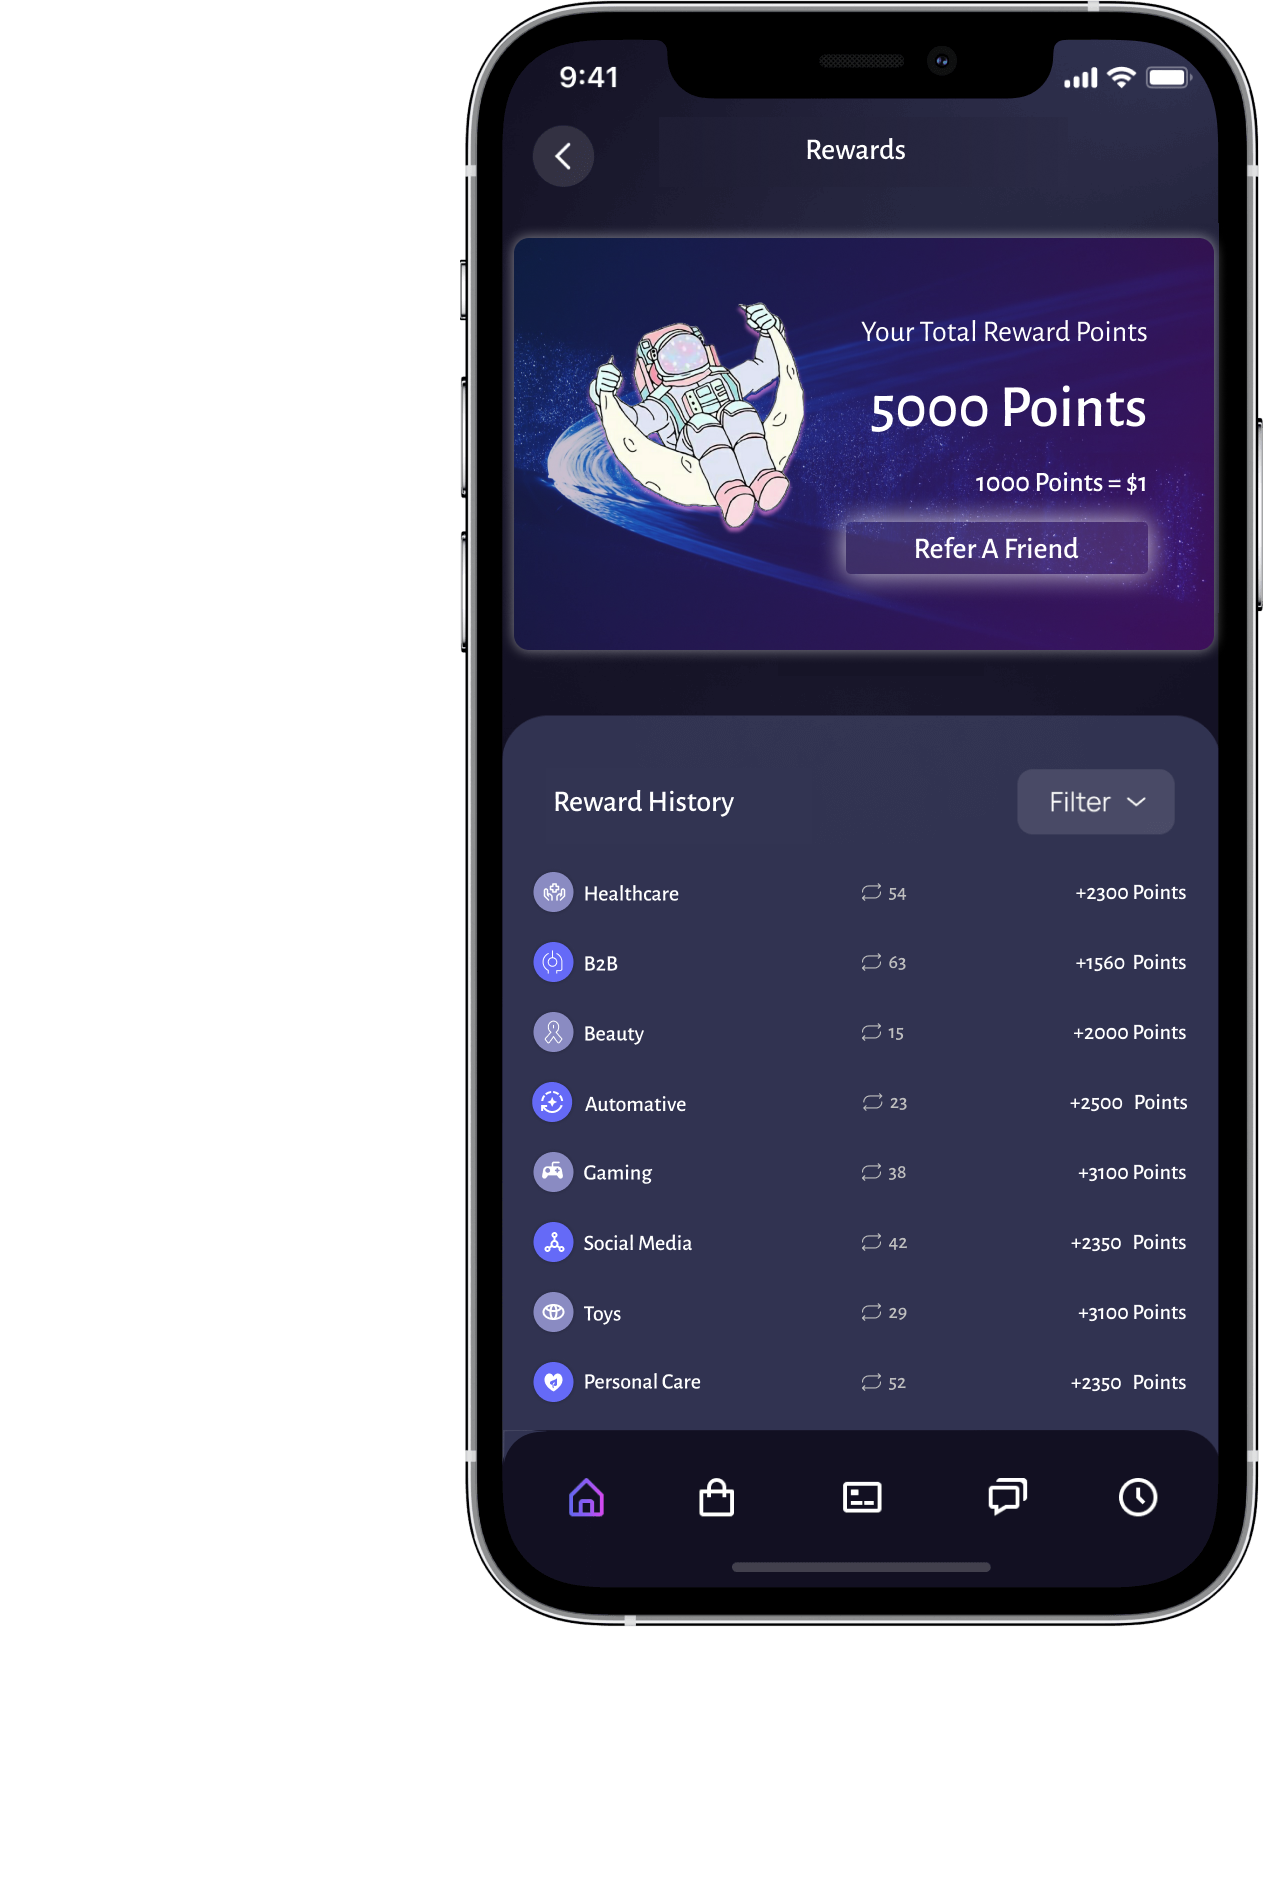 9:41
Rewards
Your Total Reward Points
5000 Points
1000 Points = $1
Refer A Friend
Reward History
Filter
Healthcare 54 +2300 Points
B2B 63 +1560 Points
Beauty 15 +2000 Points
Automative 23 +2500 Points
Gaming 38 +3100 Points
Social Media 42 +2350 Points
Toys 29 +3100 Points
Personal Care 52 +2350 Points